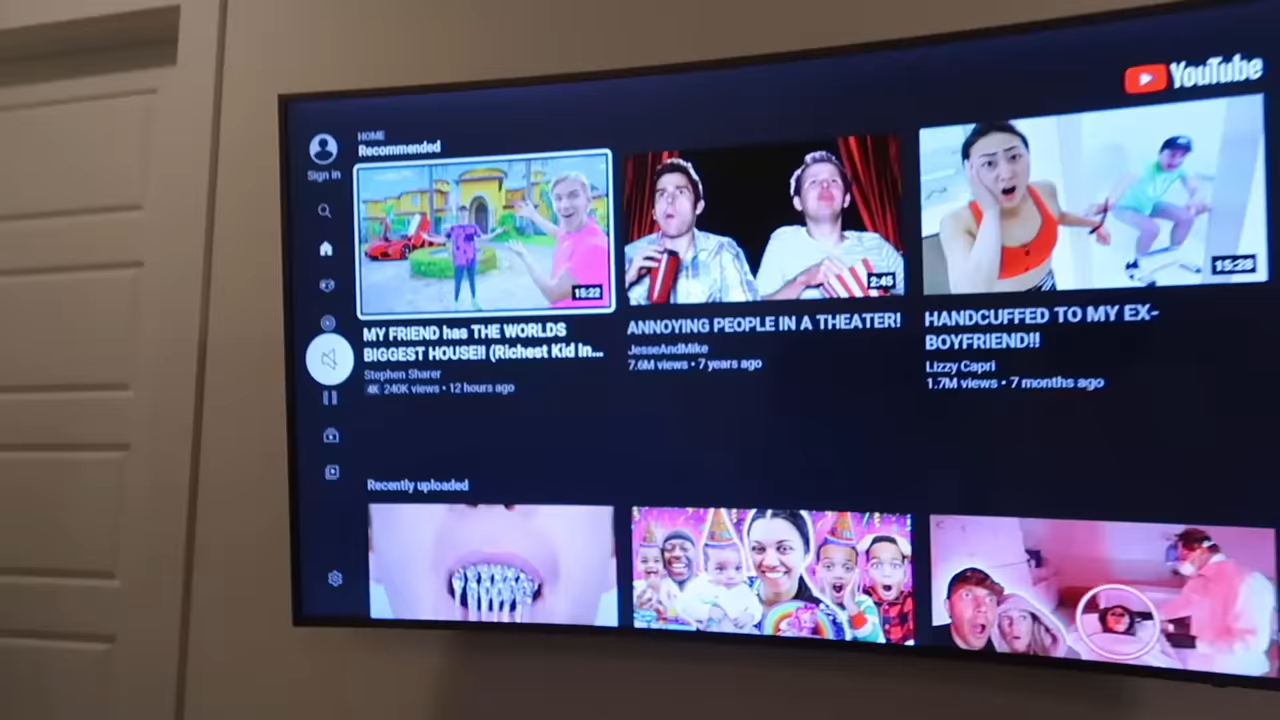 YouTube
HOME
Recommended
Sign in
15:22
2:45
15:28
MY FRIEND has THE WORLDS
BIGGEST HOUSE!! (Richest Kid In...
Stephen Sharer
4K 240K views • 12 hours ago
ANNOYING PEOPLE IN A THEATER!
JesseAndMike
7.6M views • 7 years ago
HANDCUFFED TO MY EX-
BOYFRIEND!!
Lizzy Capri
1.7M views • 7 months ago
Recently uploaded